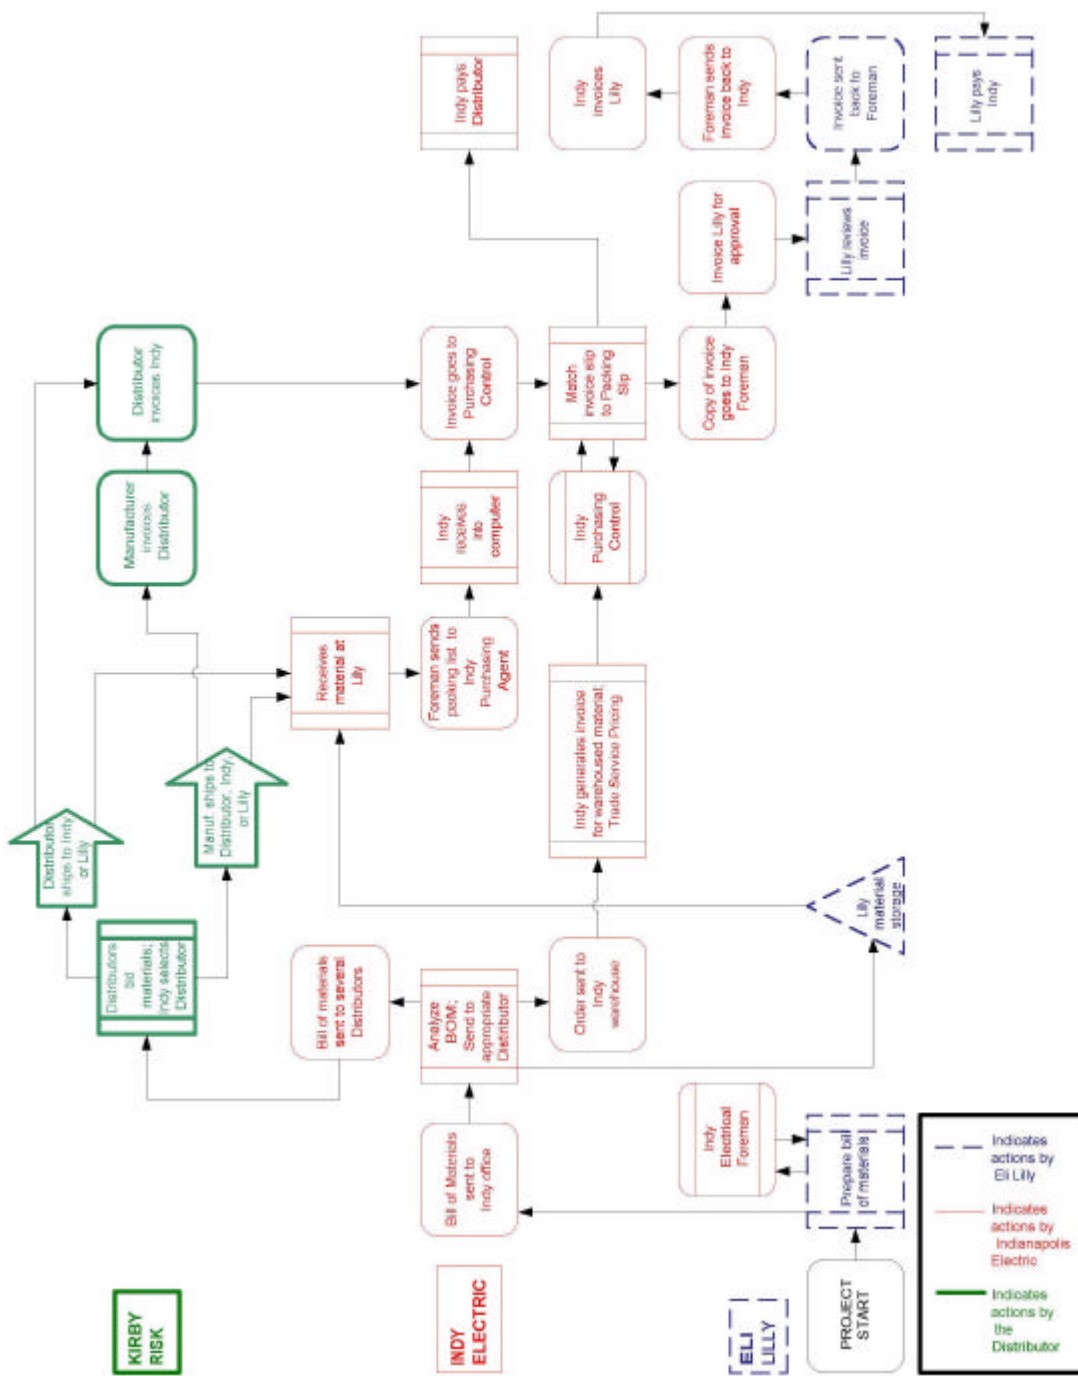 KIRBY
RISK
INDY
ELECTRIC
ELI
LILLY
PROJECT
START
Prepare bill
of materials
Indy
Electrical
Foreman
Bill of Materials
sent to
Indy office
Analyze
BOM;
Send to
appropriate
Distributor
Bill of materials
sent to several
Distributors
Order sent to
Indy
warehouse
Lilly
material
storage
Distributors
bid
materials;
Indy selects
Distributor
Distributor
ships to Indy
or Lilly
Manuf. ships to
Distributor, Indy,
or Lilly
Receives
material at
Lilly
Indy generates invoice
for warehoused material;
Trade Service Pricing
Foreman sends
packing list to
Indy
Purchasing
Agent
Manufacturer
invoices
Distributor
Indy
receives
into
computer
Indy
Purchasing
Control
Distributor
invoices Indy
Invoice goes to
Purchasing
Control
Match
invoice slip
to Packing
Slip
Copy of invoice
goes to Indy
Foreman
Invoice Lilly for
approval
Lilly reviews
invoice
Indy pays
Distributor
Indy
invoices
Lilly
Foreman sends
invoice back to
Indy
Invoice sent
back to
Foreman
Lilly pays
Indy
Indicates
actions by
Eli Lilly
Indicates
actions by
Indianapolis
Electric
Indicates
actions by
the
Distributor